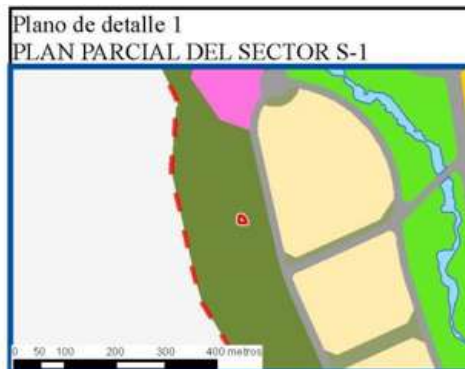 Plano de detalle 1
PLAN PARCIAL DEL SECTOR S-1
0 50 100 200 300 400 metros